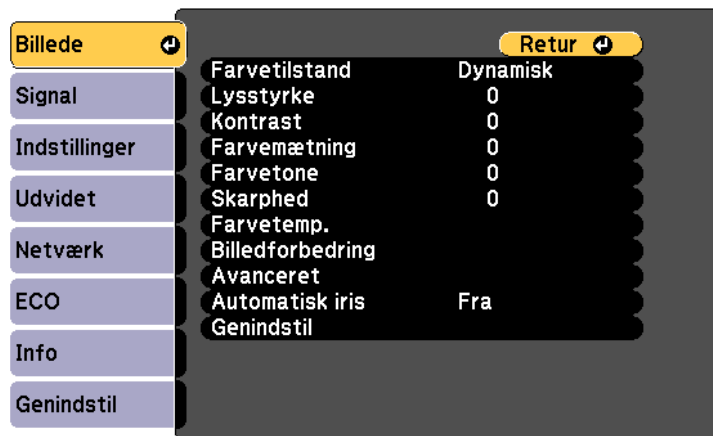 Billede
Signal
Indstillinger
Udvidet
Netværk
ECO
Info
Genindstil
Retur
Farvetilstand Dynamisk
Lysstyrke 0
Kontrast 0
Farvemætning 0
Farvetone 0
Skarphed 0
Farvetemp.
Billedforbedring
Avanceret
Automatisk iris Fra
Genindstil